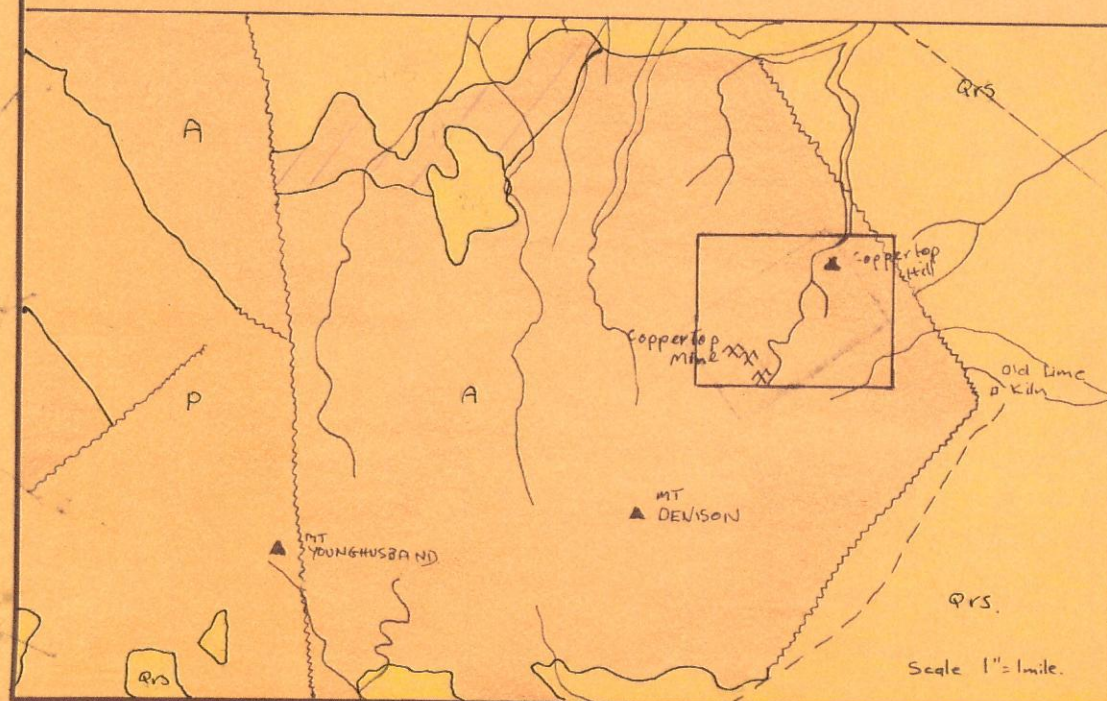 Qrs
A
Coppertop
Hill
Coppertop
Mine
Old Lime
Kiln
P
A
MT
DENISON
MT
YOUNGHUSBAND
Qrs.
Qrs
Scale 1"=1mile.